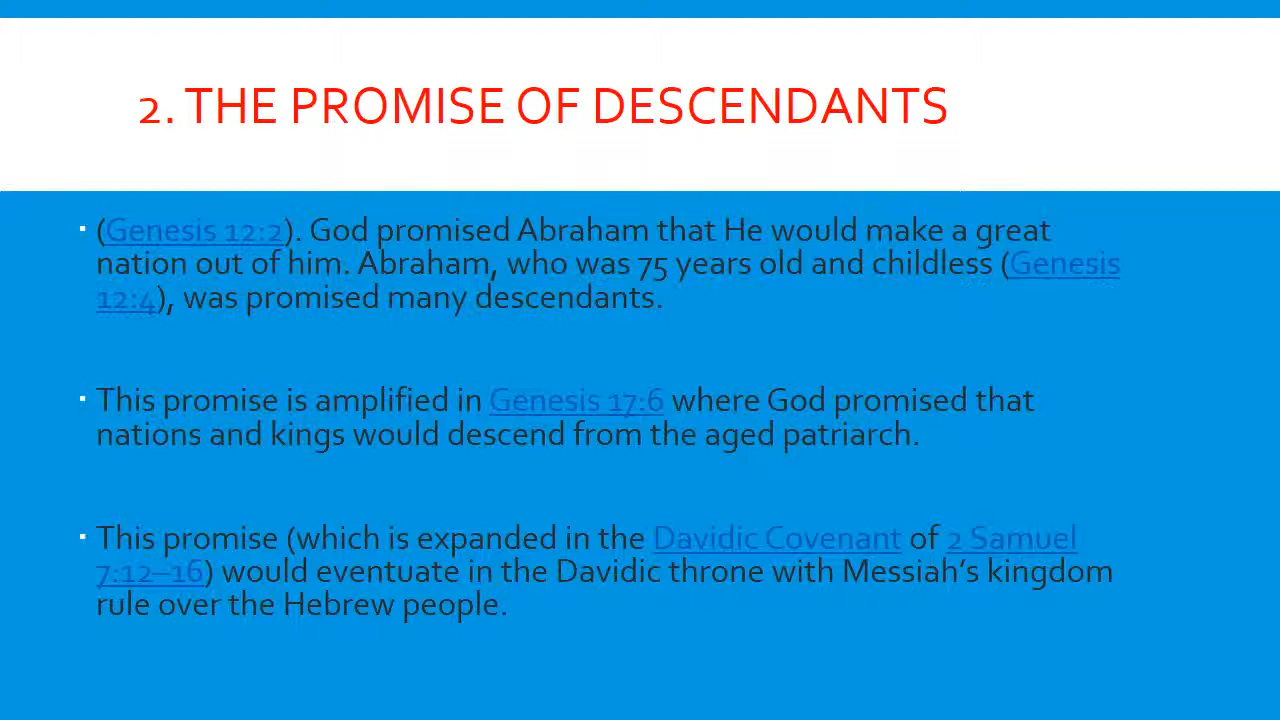 2. THE PROMISE OF DESCENDANTS
▪ (Genesis 12:2). God promised Abraham that He would make a great
nation out of him. Abraham, who was 75 years old and childless (Genesis
12:4), was promised many descendants.
▪ This promise is amplified in Genesis 17:6 where God promised that
nations and kings would descend from the aged patriarch.
▪ This promise (which is expanded in the Davidic Covenant of 2 Samuel
7:12–16) would eventuate in the Davidic throne with Messiah’s kingdom
rule over the Hebrew people.